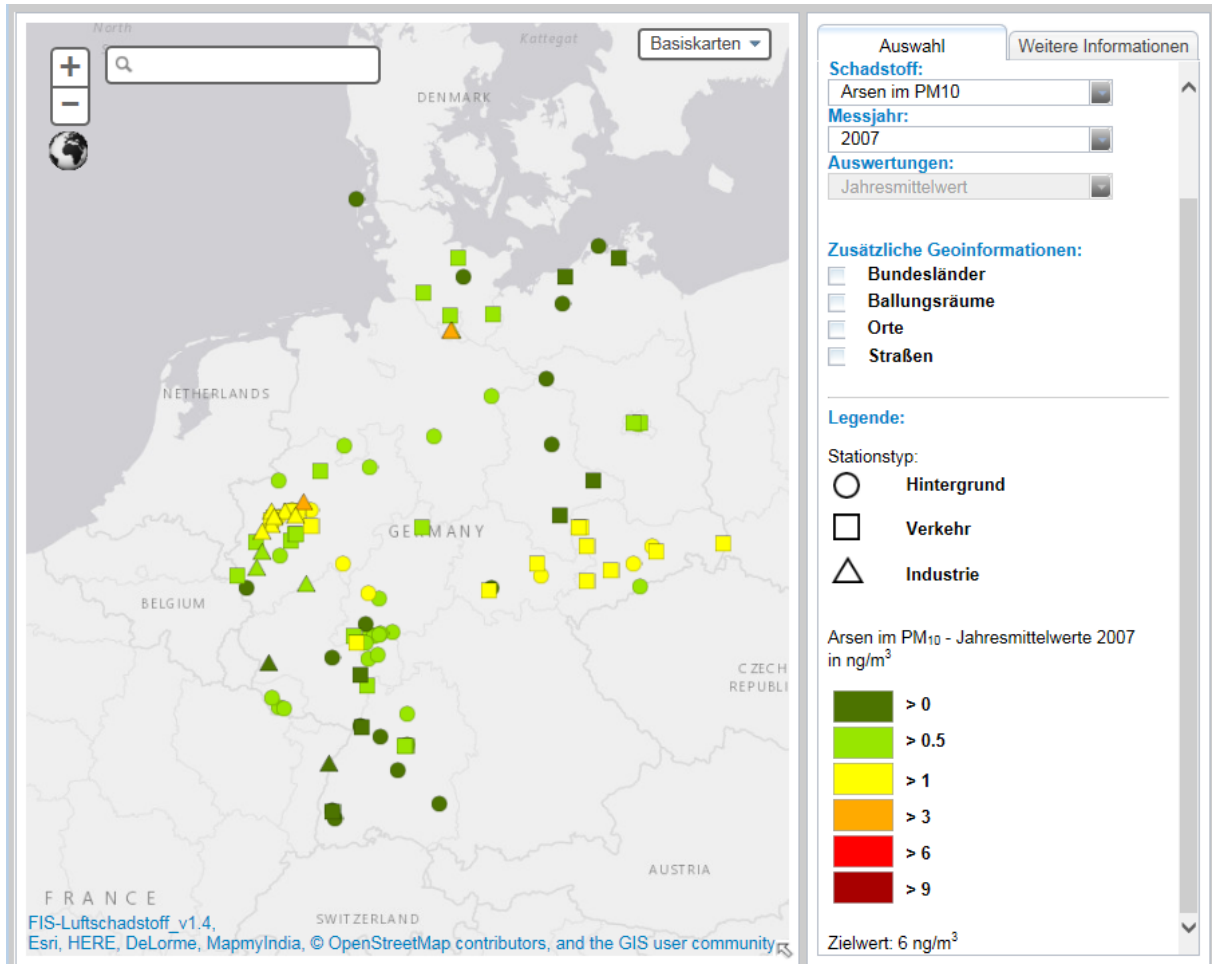 North
S
Kattegat
Basiskarten
DENMARK
NETHERLANDS
GERMANY
BELGIUM
CZECH
REPUBLI
AUSTRIA
FRANCE
SWITZERLAND
FIS-Luftschadstoff_v1.4,
Esri, HERE, DeLorme, MapmyIndia, © OpenStreetMap contributors, and the GIS user community
Auswahl
Weitere Informationen
Schadstoff:
Arsen im PM10
Messjahr:
2007
Auswertungen:
Jahresmittelwert
Zusätzliche Geoinformationen:
Bundesländer
Ballungsräume
Orte
Straßen
Legende:
Stationstyp:
Hintergrund
Verkehr
Industrie
Arsen im PM₁₀ - Jahresmittelwerte 2007
in ng/m³
> 0
> 0.5
> 1
> 3
> 6
> 9
Zielwert: 6 ng/m³